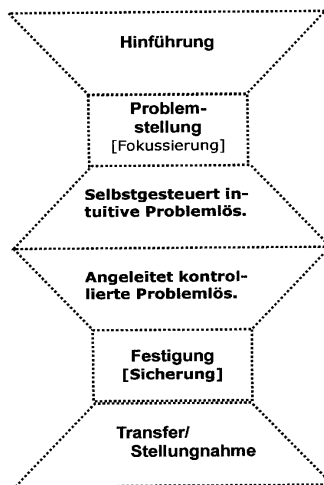 Hinführung
Problem-
stellung
[Fokussierung]
Selbstgesteuert in-
tuitive Problemlös.
Angeleitet kontrol-
lierte Problemlös.
Festigung
[Sicherung]
Transfer/
Stellungnahme